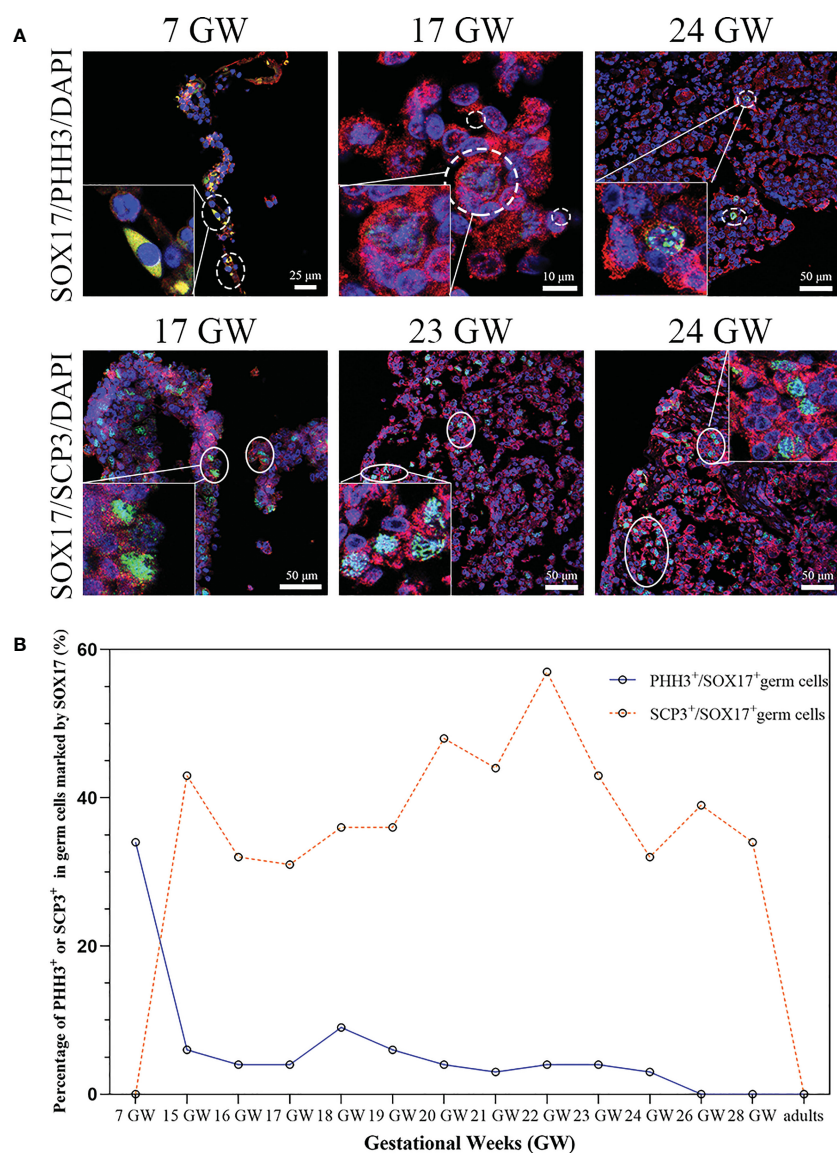 A
7 GW 17 GW 24 GW
SOX17/PHH3/DAPI
25 μm 10 μm 50 μm
17 GW 23 GW 24 GW
SOX17/SCP3/DAPI
50 μm 50 μm 50 μm
B
Percentage of PHH3⁺ or SCP3⁺ in germ cells marked by SOX17 (%)
60
40
20
0
PHH3⁺/SOX17⁺germ cells
SCP3⁺/SOX17⁺germ cells
7 GW 15 GW 16 GW 17 GW 18 GW 19 GW 20 GW 21 GW 22 GW 23 GW 24 GW 26 GW 28 GW adults
Gestational Weeks (GW)